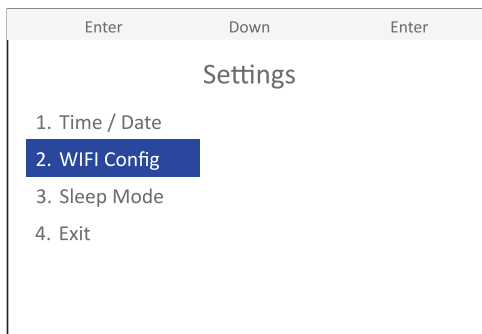 Enter Down Enter
Settings
1. Time / Date
2. WIFI Config
3. Sleep Mode
4. Exit